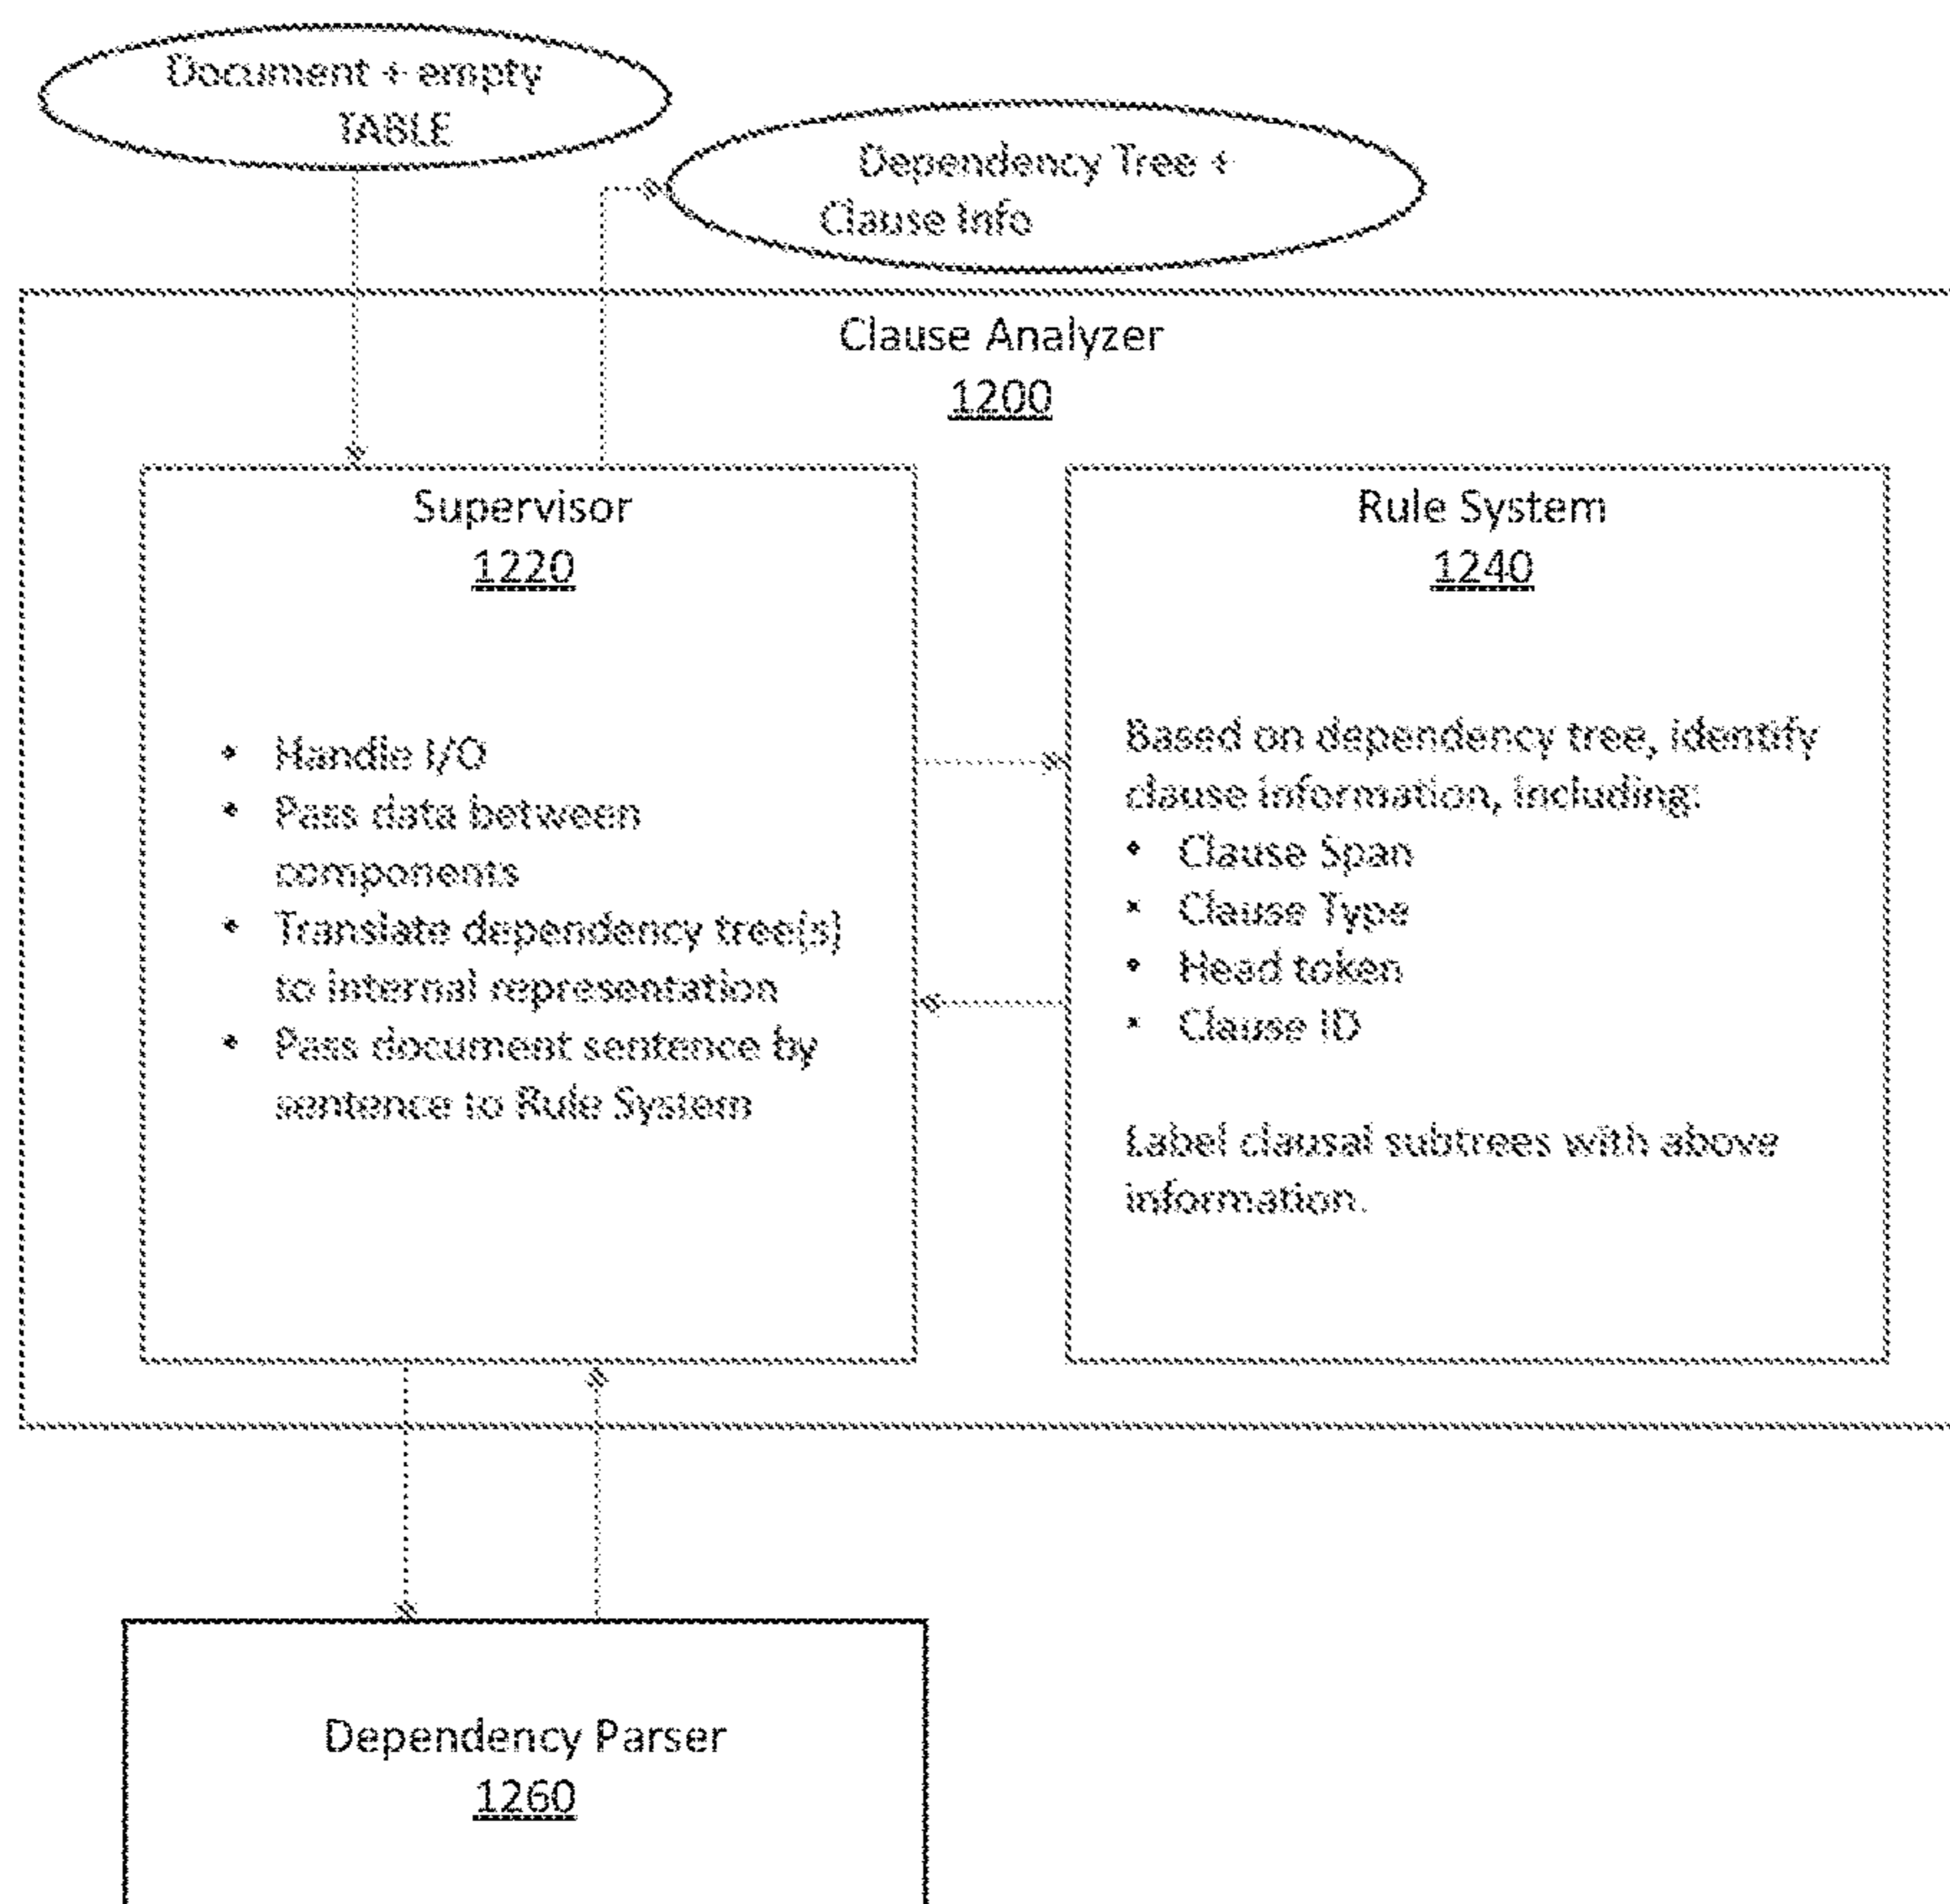 Document + empty
TABLE
Dependency Tree +
Clause Info
Clause Analyzer
1200
Supervisor
1220
• Handle I/O
• Pass data between
components
• Translate dependency tree(s)
to internal representation
• Pass document sentence by
sentence to Rule System
Rule System
1240
Based on dependency tree, identify
clause information, including:
• Clause Span
• Clause Type
• Head token
• Clause ID
Label clausal subtrees with above
information.
Dependency Parser
1260